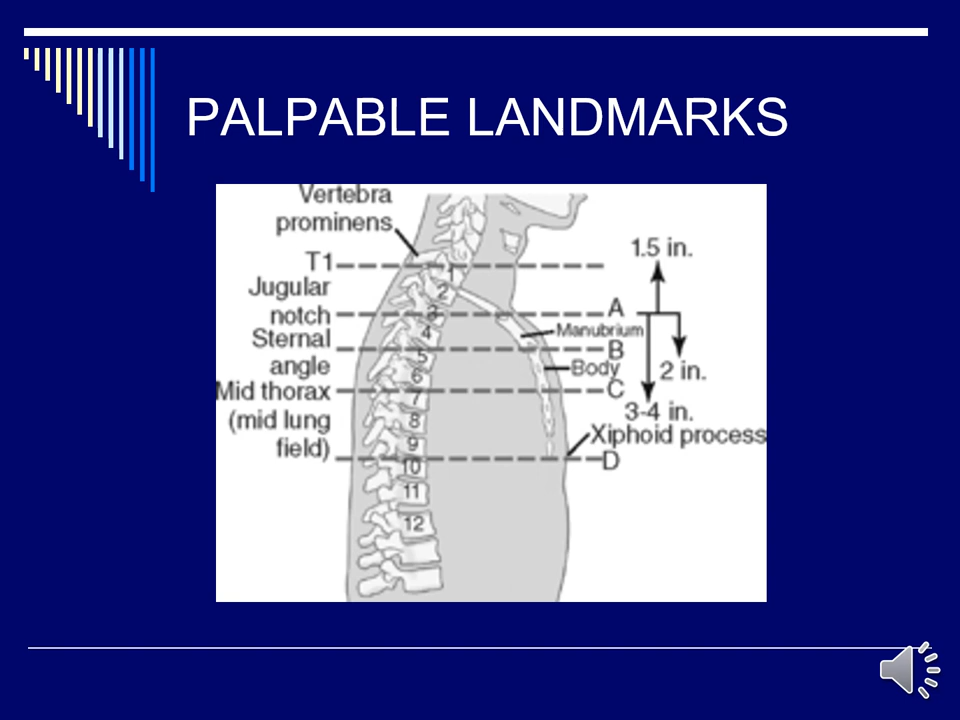 PALPABLE LANDMARKS
Vertebra
prominens
T1
Jugular
notch
Sternal
angle
Mid thorax
(mid lung
field)
1
2
3
4
5
6
7
8
9
10
11
12
A
Manubrium
B
Body
C
Xiphoid process
D
1.5 in.
2 in.
3-4 in.